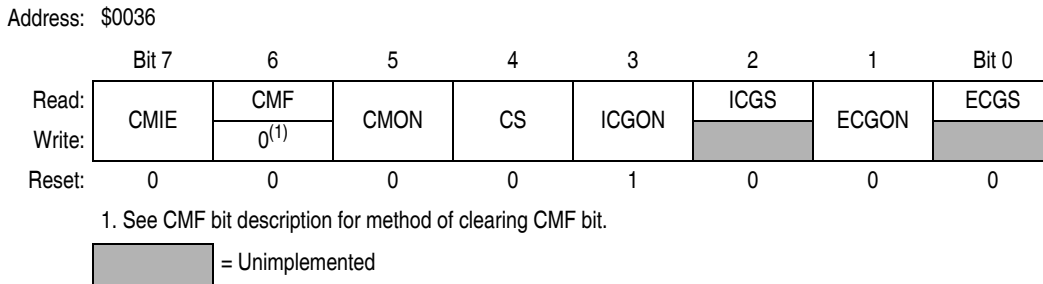 Address: $0036
Bit 7 6 5 4 3 2 1 Bit 0
Read: CMIE CMF CMON CS ICGON ICGS ECGON ECGS
Write: 0(1)
Reset: 0 0 0 0 1 0 0 0
1. See CMF bit description for method of clearing CMF bit.
= Unimplemented